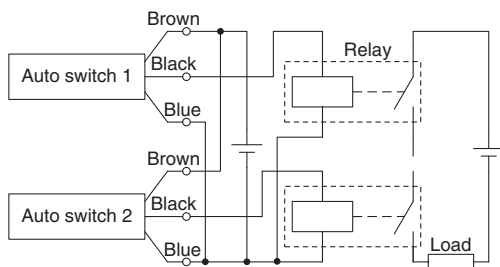 Brown
Relay
Black
Auto switch 1
Blue
Brown
Black
Auto switch 2
Blue
Load